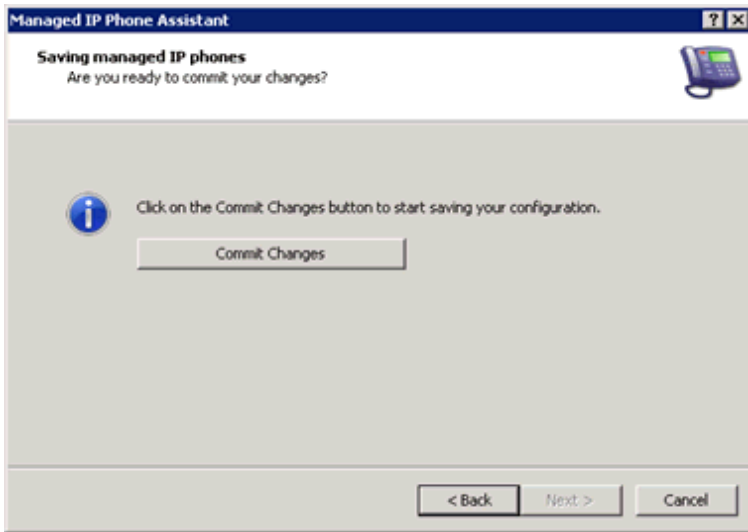 Managed IP Phone Assistant
Saving managed IP phones
Are you ready to commit your changes?
Click on the Commit Changes button to start saving your configuration.
Commit Changes
< Back
Next >
Cancel